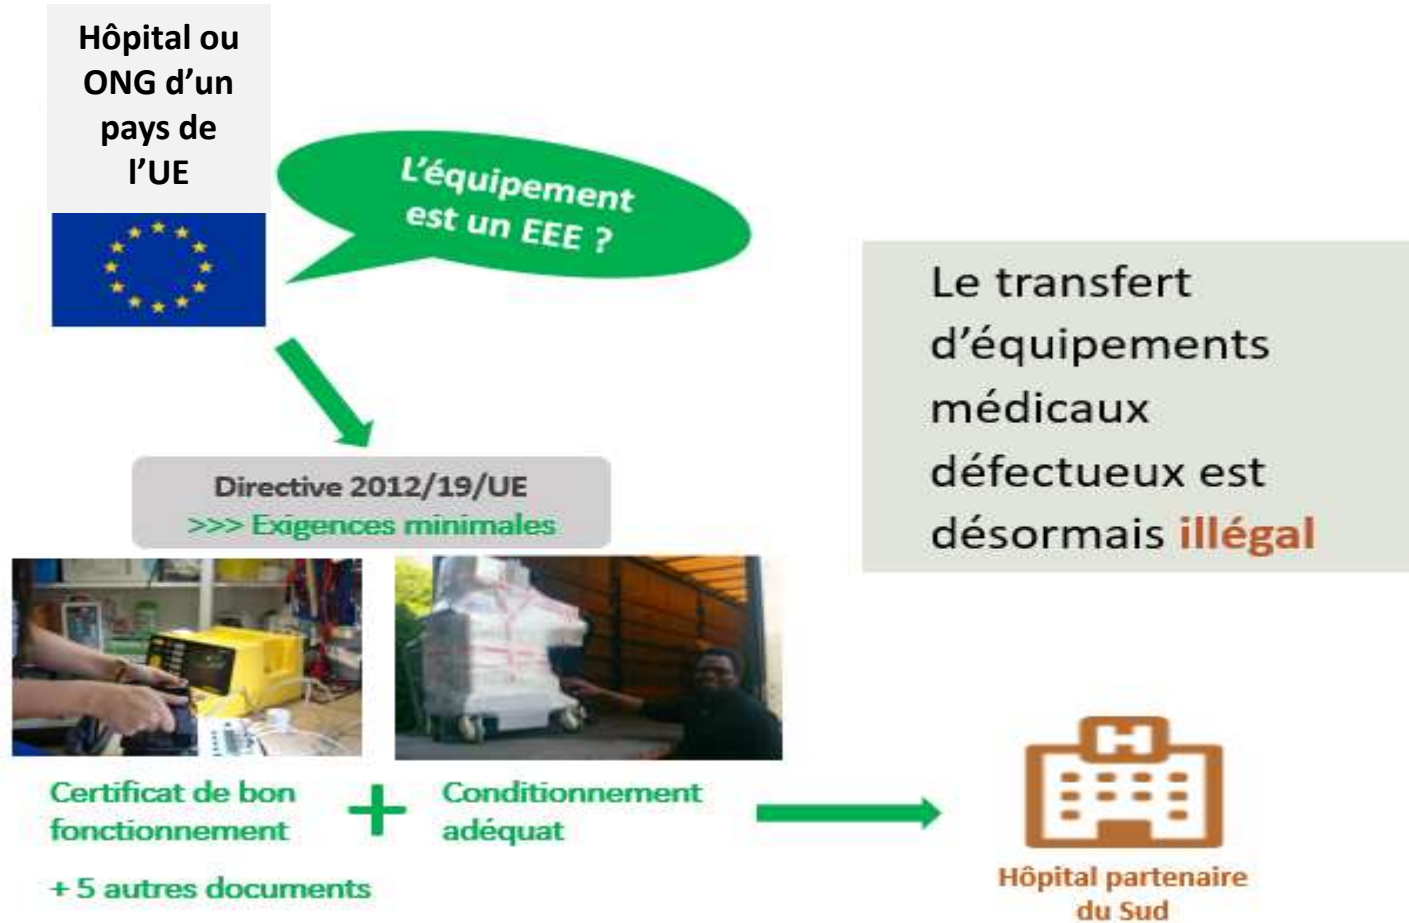 Hôpital ou
ONG d’un
pays de
l’UE
L’équipement
est un EEE ?
Le transfert
d’équipements
médicaux
défectueux est
désormais illégal
Directive 2012/19/UE
>>> Exigences minimales
Certificat de bon
fonctionnement
+
Conditionnement
adéquat
+ 5 autres documents
H
Hôpital partenaire
du Sud